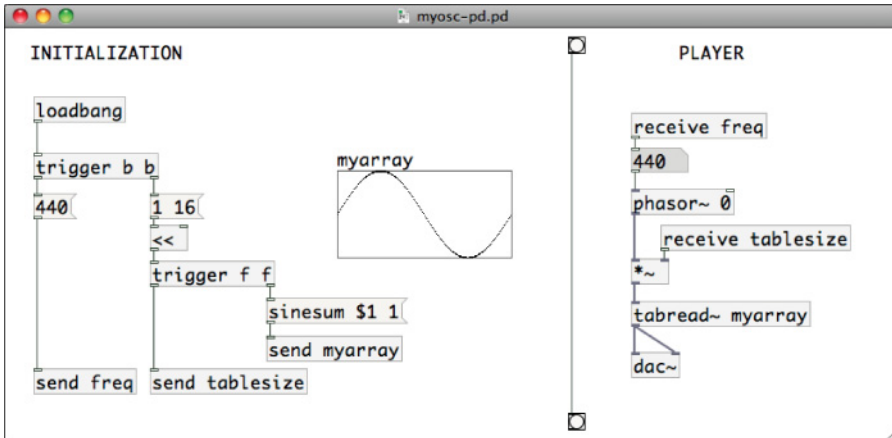 myosc-pd.pd
INITIALIZATION
loadbang
trigger b b
440
1 16
<<
trigger f f
sinesum $1 1
send myarray
send freq
send tablesize
myarray
PLAYER
receive freq
440
phasor~ 0
receive tablesize
*~
tabread~ myarray
dac~